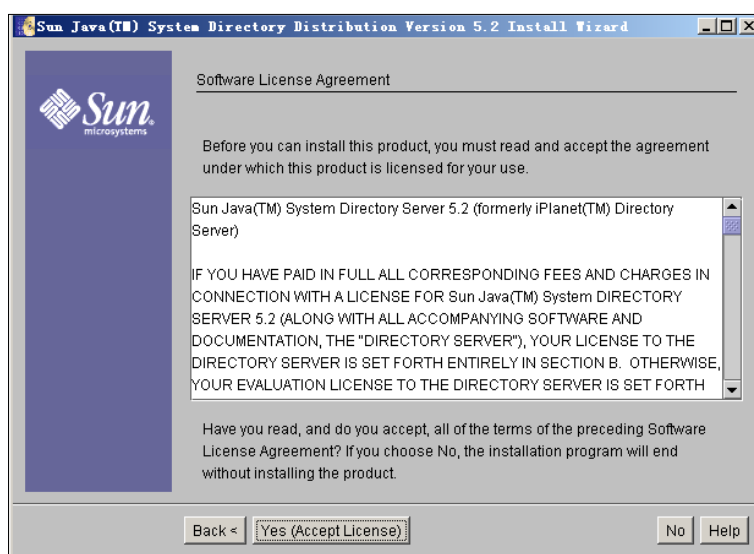 Sun Java(TM) System Directory Distribution Version 5.2 Install Wizard
Sun
microsystems
Software License Agreement
Before you can install this product, you must read and accept the agreement
under which this product is licensed for your use.
Sun Java(TM) System Directory Server 5.2 (formerly iPlanet(TM) Directory
Server)
IF YOU HAVE PAID IN FULL ALL CORRESPONDING FEES AND CHARGES IN
CONNECTION WITH A LICENSE FOR Sun Java(TM) System DIRECTORY
SERVER 5.2 (ALONG WITH ALL ACCOMPANYING SOFTWARE AND
DOCUMENTATION, THE "DIRECTORY SERVER"), YOUR LICENSE TO THE
DIRECTORY SERVER IS SET FORTH ENTIRELY IN SECTION B.  OTHERWISE,
YOUR EVALUATION LICENSE TO THE DIRECTORY SERVER IS SET FORTH
Have you read, and do you accept, all of the terms of the preceding Software
License Agreement? If you choose No, the installation program will end
without installing the product.
Back < Yes (Accept License) No Help